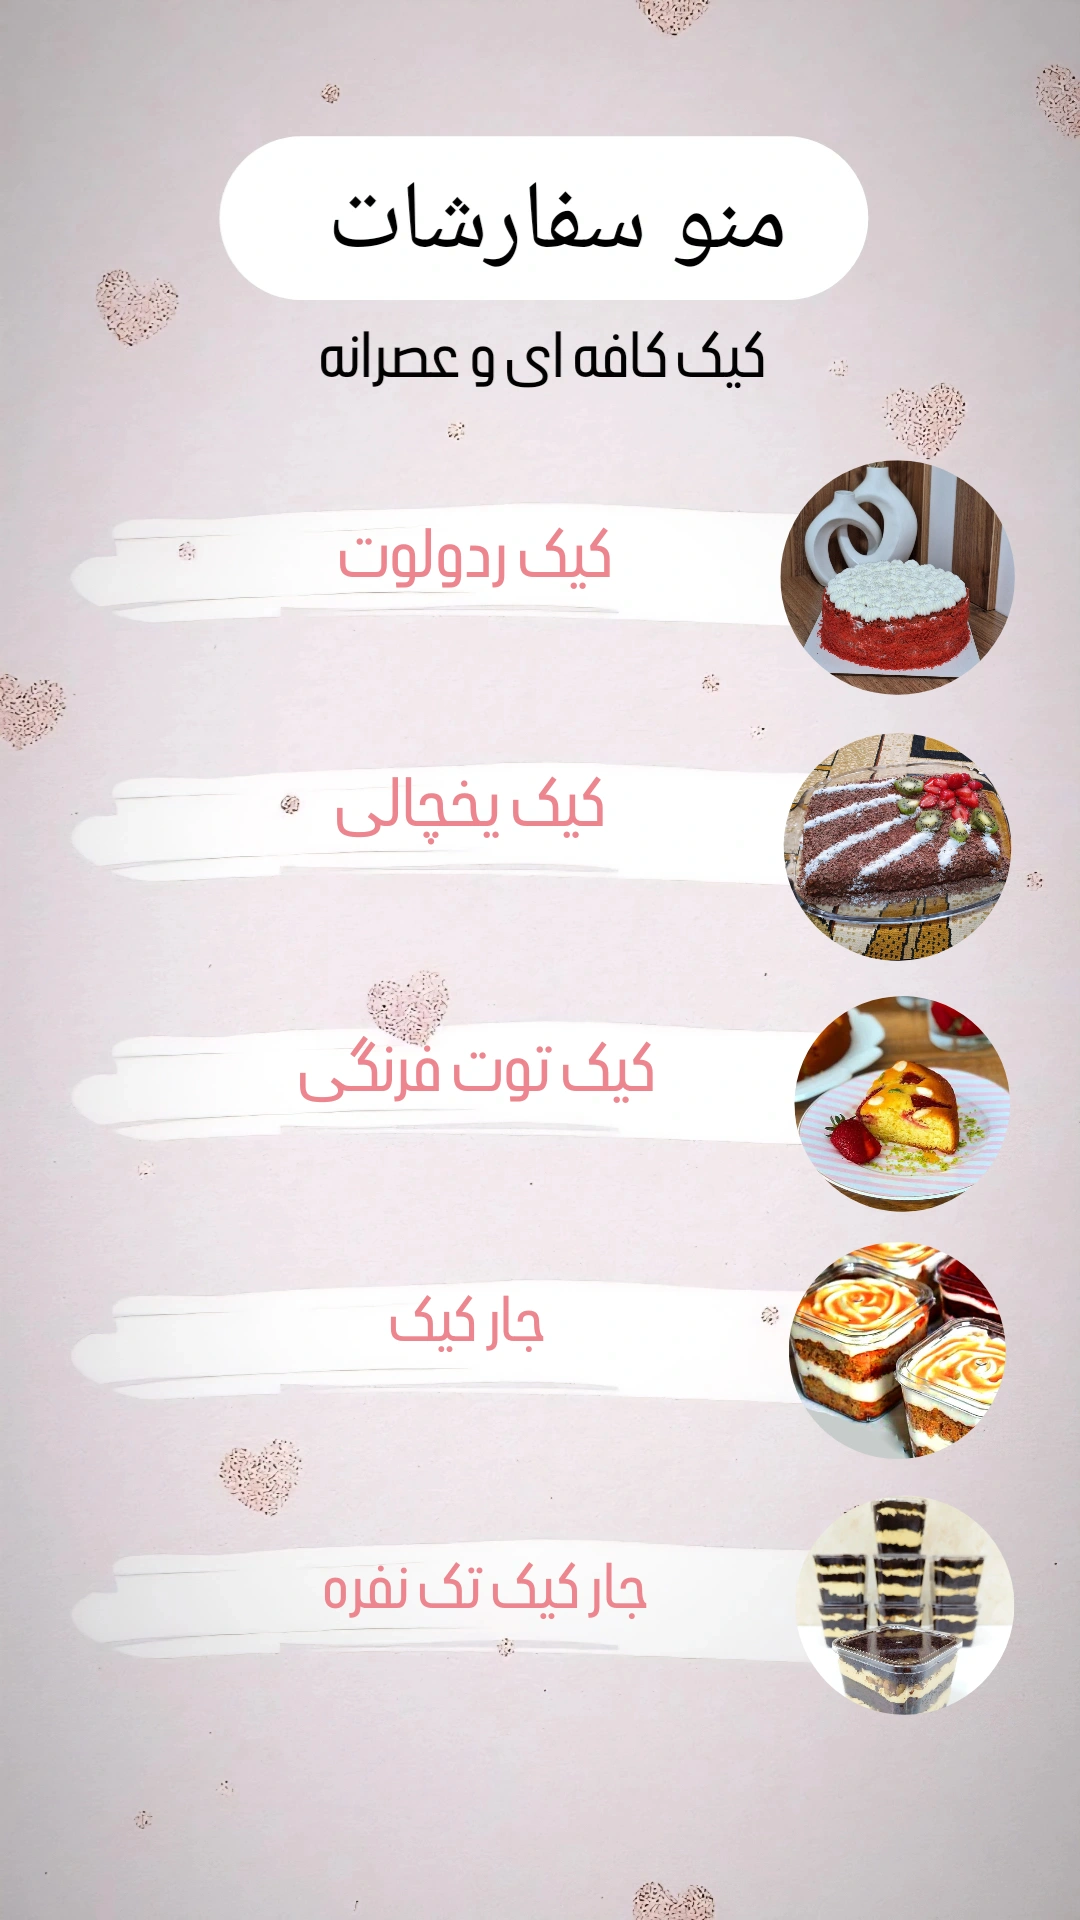 منو سفارشات
کیک کافه ای و عصرانه
کیک ردولوت
کیک یخچالی
کیک توت فرنگی
جار کیک
جار کیک تک نفره